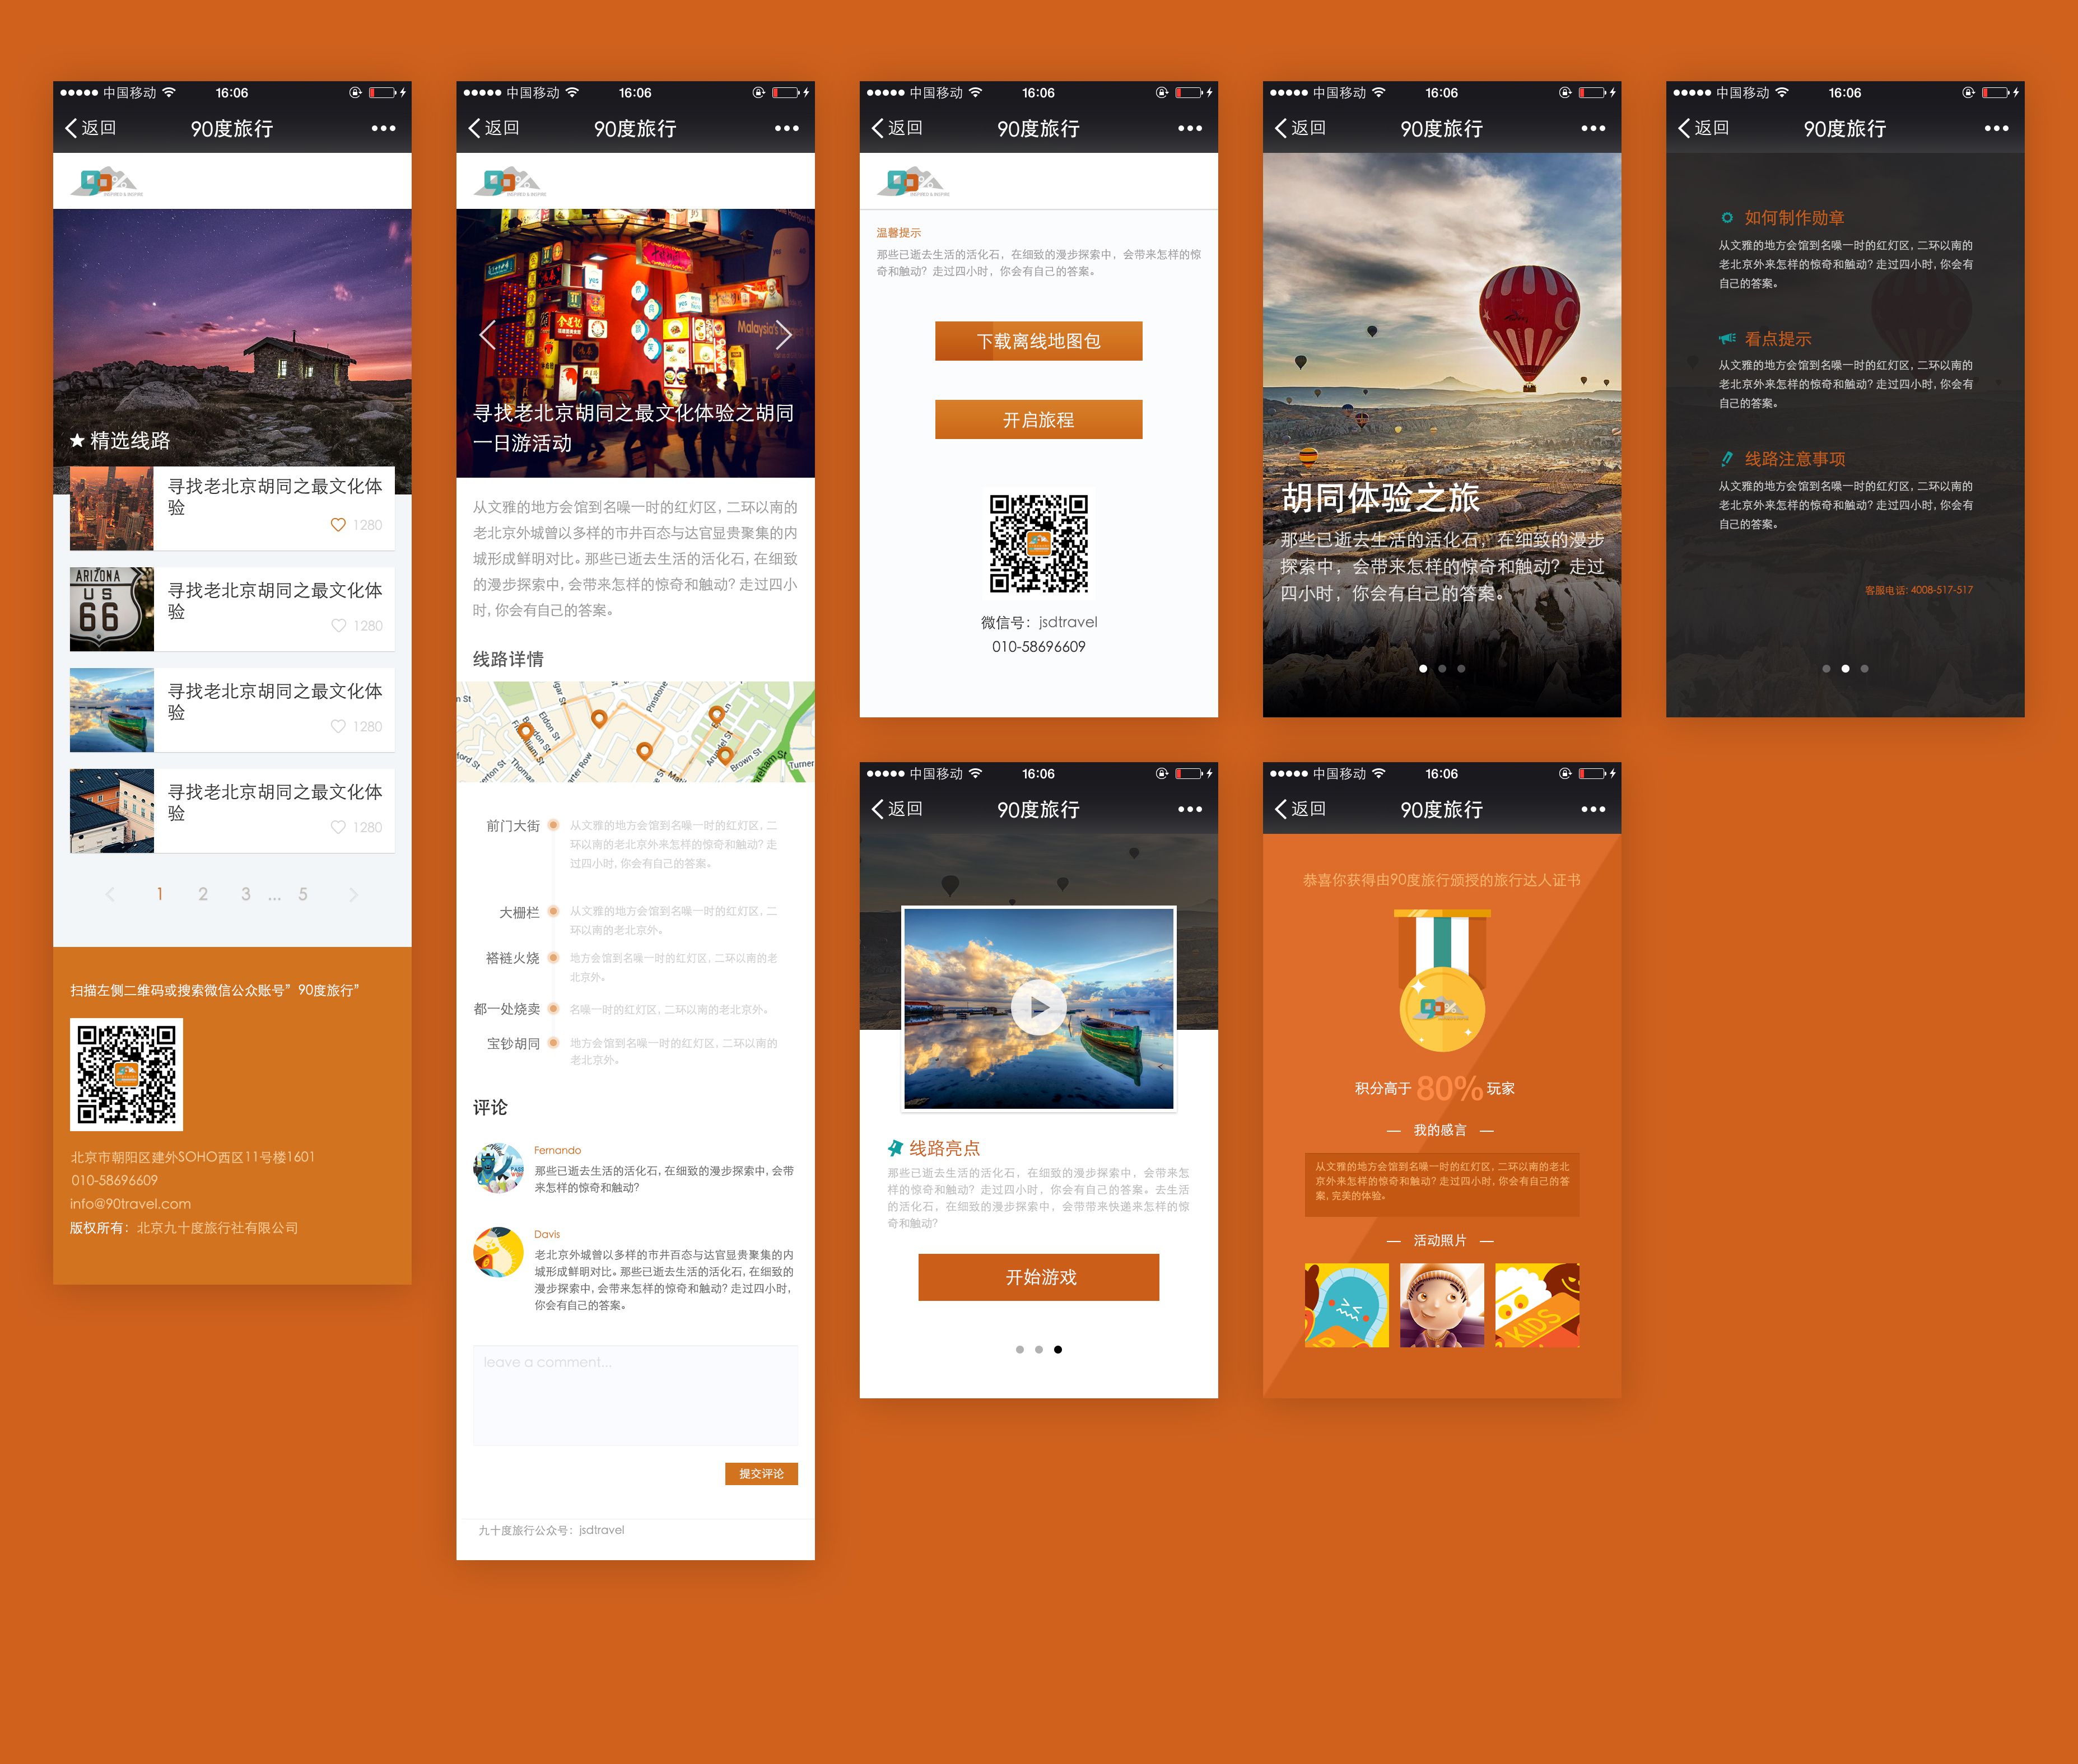 中国移动 16:06
返回 90度旅行
90%
INSPIRED & INSPIRE
精选线路
寻找老北京胡同之最文化体
验
1280
ARIZONA
US
66
寻找老北京胡同之最文化体
验
1280
寻找老北京胡同之最文化体
验
1280
寻找老北京胡同之最文化体
验
1280
1 2 3 ... 5
扫描左侧二维码或搜索微信公众账号”90度旅行”
北京市朝阳区建外SOHO西区11号楼1601
010-58696609
info@90travel.com
版权所有：北京九十度旅行社有限公司
中国移动 16:06
返回 90度旅行
90%
INSPIRED & INSPIRE
yes
yes
Malaysia's
寻找老北京胡同之最文化体验之胡同
一日游活动
从文雅的地方会馆到名噪一时的红灯区，二环以南的
老北京外城曾以多样的市井百态与达官显贵聚集的内
城形成鲜明对比。那些已逝去生活的活化石，在细致
的漫步探索中，会带来怎样的惊奇和触动？走过四小
时，你会有自己的答案。
线路详情
Pinstone
Eldon St
Brown St
Turner
前门大街
从文雅的地方会馆到名噪一时的红灯区，二
环以南的老北京外来怎样的惊奇和触动？走
过四小时，你会有自己的答案。
大栅栏
从文雅的地方会馆到名噪一时的红灯区，二
环以南的老北京外。
褡裢火烧
地方会馆到名噪一时的红灯区，二环以南的老
北京外。
都一处烧卖
名噪一时的红灯区，二环以南的老北京外。
宝钞胡同
地方会馆到名噪一时的红灯区，二环以南的
老北京外。
评论
Fernando
那些已逝去生活的活化石，在细致的漫步探索中，会带
来怎样的惊奇和触动？
Davis
老北京外城曾以多样的市井百态与达官显贵聚集的内
城形成鲜明对比。那些已逝去生活的活化石，在细致的
漫步探索中，会带来怎样的惊奇和触动？走过四小时，
你会有自己的答案。
leave a comment...
提交评论
九十度旅行公众号：jsdtravel
中国移动 16:06
返回 90度旅行
90%
INSPIRED & INSPIRE
温馨提示
那些已逝去生活的活化石，在细致的漫步探索中，会带来怎样的惊
奇和触动？走过四小时，你会有自己的答案。
下载离线地图包
开启旅程
微信号：jsdtravel
010-58696609
中国移动 16:06
返回 90度旅行
胡同体验之旅
那些已逝去生活的活化石，在细致的漫步
探索中，会带来怎样的惊奇和触动？走过
四小时，你会有自己的答案。
中国移动 16:06
返回 90度旅行
如何制作勋章
从文雅的地方会馆到名噪一时的红灯区，二环以南的
老北京外来怎样的惊奇和触动？走过四小时，你会有
自己的答案。
看点提示
从文雅的地方会馆到名噪一时的红灯区，二环以南的
老北京外来怎样的惊奇和触动？走过四小时，你会有
自己的答案。
线路注意事项
从文雅的地方会馆到名噪一时的红灯区，二环以南的
老北京外来怎样的惊奇和触动？走过四小时，你会有
自己的答案。
客服电话：4008-517-517
中国移动 16:06
返回 90度旅行
线路亮点
那些已逝去生活的活化石，在细致的漫步探索中，会带来怎
样的惊奇和触动？走过四小时，你会有自己的答案。去生活
的活化石，在细致的漫步探索中，会带带来快递来怎样的惊
奇和触动？
开始游戏
中国移动 16:06
返回 90度旅行
恭喜你获得由90度旅行颁授的旅行达人证书
90%
积分高于80%玩家
— 我的感言 —
从文雅的地方会馆到名噪一时的红灯区，二环以南的老北
京外来怎样的惊奇和触动？走过四小时，你会有自己的答
案，完美的体验。
— 活动照片 —
KIDS